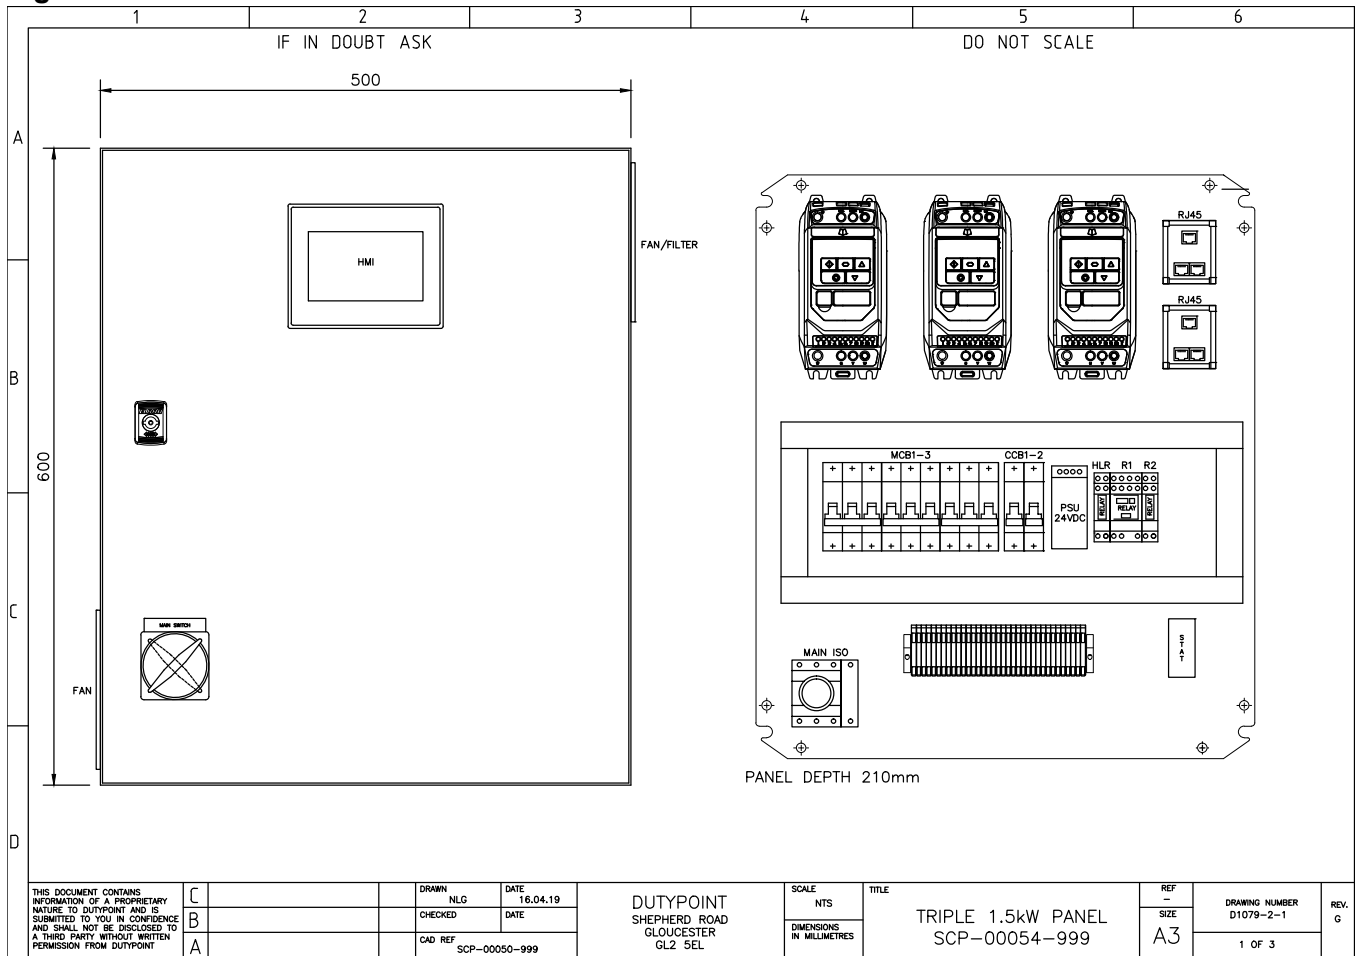 1 2 3 4 5 6
IF IN DOUBT ASK
DO NOT SCALE
500
A
B
C
D
600
HMI
FAN/FILTER
MAIN SWITCH
FAN
RJ45
RJ45
MCB1-3
CCB1-2
PSU
24VDC
HLR R1 R2
RELAY
RELAY
RELAY
MAIN ISO
STAT
PANEL DEPTH 210mm
THIS DOCUMENT CONTAINS
INFORMATION OF A PROPRIETARY
NATURE TO DUTYPOINT AND IS
SUBMITTED TO YOU IN CONFIDENCE
AND SHALL NOT BE DISCLOSED TO
A THIRD PARTY WITHOUT WRITTEN
PERMISSION FROM DUTYPOINT
C
B
A
DRAWN
NLG
DATE
16.04.19
CHECKED
DATE
CAD REF
SCP-00050-999
DUTYPOINT
SHEPHERD ROAD
GLOUCESTER
GL2 5EL
SCALE
NTS
DIMENSIONS
IN MILLIMETRES
TITLE
TRIPLE 1.5kW PANEL
SCP-00054-999
REF
-
SIZE
A3
DRAWING NUMBER
D1079-2-1
1 OF 3
REV.
G